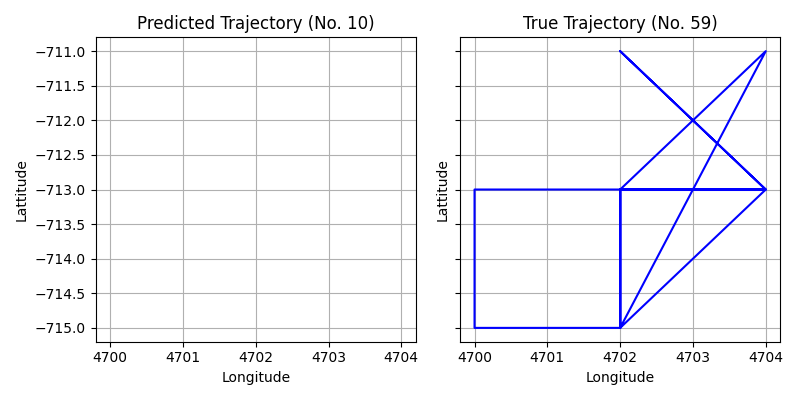 Predicted Trajectory (No. 10)
True Trajectory (No. 59)
−711.0
−711.5
−712.0
−712.5
−713.0
−713.5
−714.0
−714.5
−715.0
Lattitude
4700 4701 4702 4703 4704
Longitude
Lattitude
4700 4701 4702 4703 4704
Longitude